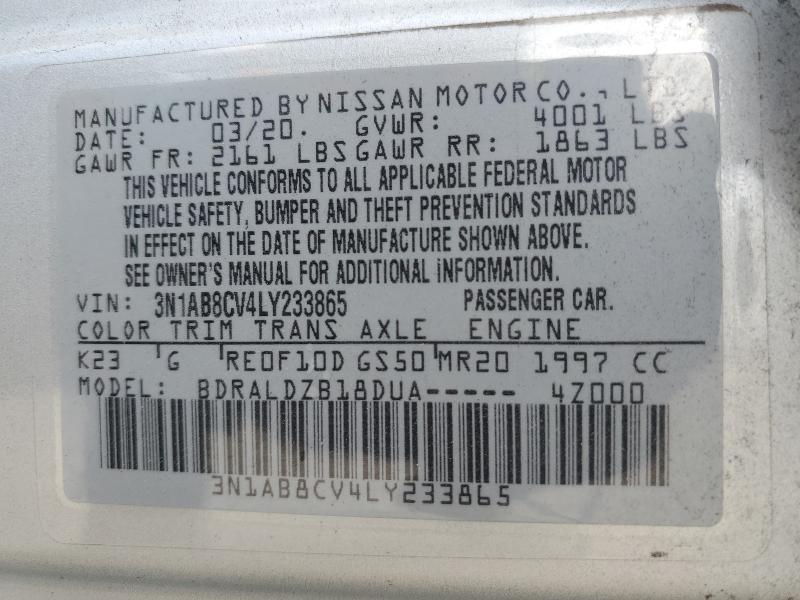 MANUFACTURED BY NISSAN MOTOR CO., LTD
DATE: 03/20. GVWR: 4001 LBS
GAWR FR: 2161 LBS GAWR RR: 1863 LBS
THIS VEHICLE CONFORMS TO ALL APPLICABLE FEDERAL MOTOR
VEHICLE SAFETY, BUMPER AND THEFT PREVENTION STANDARDS
IN EFFECT ON THE DATE OF MANUFACTURE SHOWN ABOVE.
SEE OWNER'S MANUAL FOR ADDITIONAL INFORMATION.
VIN: 3N1AB8CV4LY233865 PASSENGER CAR.
COLOR TRIM TRANS AXLE ENGINE
K23 G RE0F10D GS50 MR20 1997 CC
MODEL: BDRALDZB18DUA----- 4Z000
3N1AB8CV4LY233865